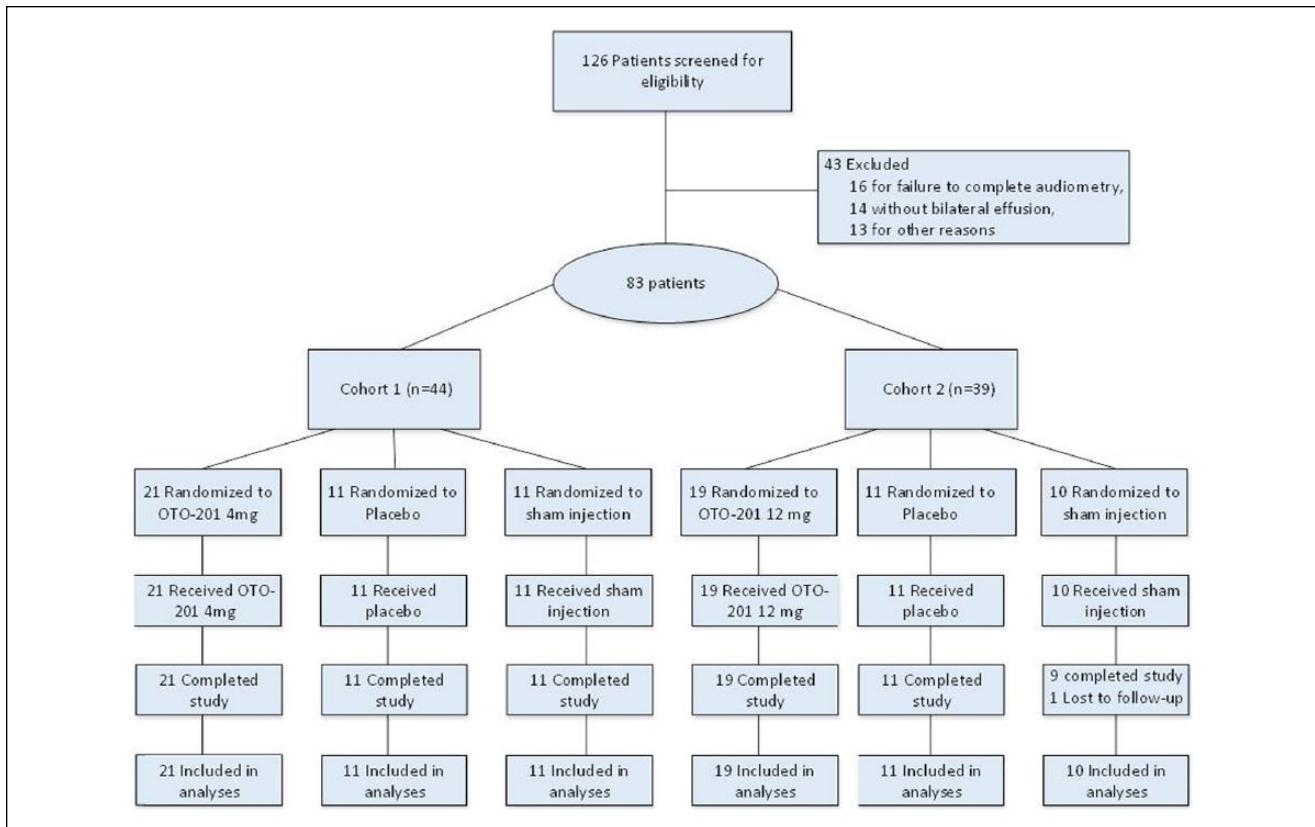 126 Patients screened for
eligibility
43 Excluded
16 for failure to complete audiometry,
14 without bilateral effusion,
13 for other reasons
83 patients
Cohort 1 (n=44)
Cohort 2 (n=39)
21 Randomized to
OTO-201 4mg
11 Randomized to
Placebo
11 Randomized to
sham injection
19 Randomized to
OTO-201 12 mg
11 Randomized to
Placebo
10 Randomized to
sham injection
21 Received OTO-
201 4mg
11 Received
placebo
11 Received sham
injection
19 Received OTO-
201 12 mg
11 Received
placebo
10 Received sham
injection
21 Completed
study
11 Completed
study
11 Completed
study
19 Completed
study
11 Completed
study
9 completed study
1 Lost to follow-up
21 Included in
analyses
11 Included in
analyses
11 Included in
analyses
19 Included in
analyses
11 Included in
analyses
10 Included in
analyses